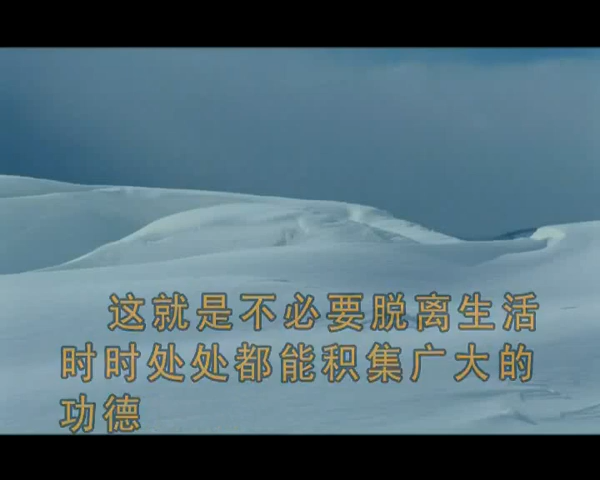 这就是不必要脱离生活
时时处处都能积集广大的
功德